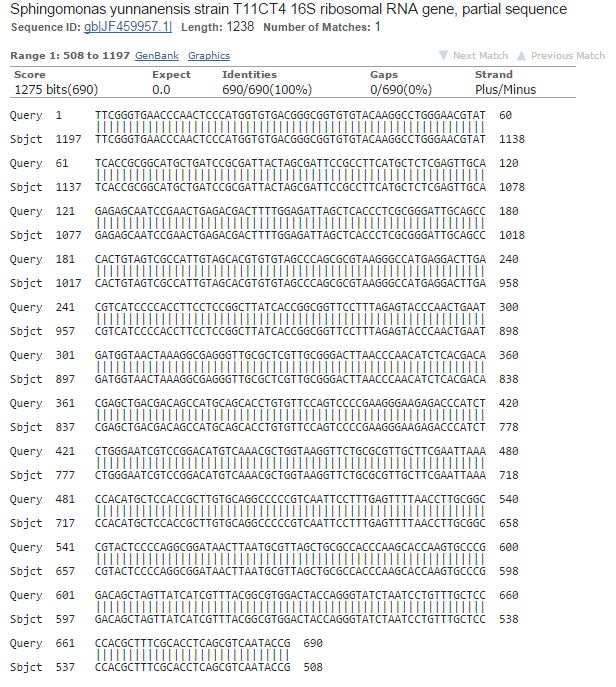 Sphingomonas yunnanensis strain T11CT4 16S ribosomal RNA gene, partial sequence
Sequence ID: gb|JF459957.1| Length: 1238 Number of Matches: 1
Range 1: 508 to 1197 GenBank Graphics ▼ Next Match ▲ Previous Match
Score Expect Identities Gaps Strand
1275 bits(690) 0.0 690/690(100%) 0/690(0%) Plus/Minus
Query 1 TTCGGGTGAACCCAACTCCCATGGTGTGACGGGCGGTGTGTACAAGGCCTGGGAACGTAT 60
Sbjct 1197 TTCGGGTGAACCCAACTCCCATGGTGTGACGGGCGGTGTGTACAAGGCCTGGGAACGTAT 1138
Query 61 TCACCGCGGCATGCTGATCCGCGATTACTAGCGATTCCGCCTTCATGCTCTCGAGTTGCA 120
Sbjct 1137 TCACCGCGGCATGCTGATCCGCGATTACTAGCGATTCCGCCTTCATGCTCTCGAGTTGCA 1078
Query 121 GAGAGCAATCCGAACTGAGACGACTTTTGGAGATTAGCTCACCCTCGCGGGATTGCAGCC 180
Sbjct 1077 GAGAGCAATCCGAACTGAGACGACTTTTGGAGATTAGCTCACCCTCGCGGGATTGCAGCC 1018
Query 181 CACTGTAGTCGCCATTGTAGCACGTGTGTAGCCCAGCGCGTAAGGGCCATGAGGACTTGA 240
Sbjct 1017 CACTGTAGTCGCCATTGTAGCACGTGTGTAGCCCAGCGCGTAAGGGCCATGAGGACTTGA 958
Query 241 CGTCATCCCCACCTTCCTCCGGCTTATCACCGGCGGTTCCTTTAGAGTACCCAACTGAAT 300
Sbjct 957 CGTCATCCCCACCTTCCTCCGGCTTATCACCGGCGGTTCCTTTAGAGTACCCAACTGAAT 898
Query 301 GATGGTAACTAAAGGCGAGGGTTGCGCTCGTTGCGGGACTTAACCCAACATCTCACGACA 360
Sbjct 897 GATGGTAACTAAAGGCGAGGGTTGCGCTCGTTGCGGGACTTAACCCAACATCTCACGACA 838
Query 361 CGAGCTGACGACAGCCATGCAGCACCTGTGTTCCAGTCCCCGAAGGGAAGAGACCCATCT 420
Sbjct 837 CGAGCTGACGACAGCCATGCAGCACCTGTGTTCCAGTCCCCGAAGGGAAGAGACCCATCT 778
Query 421 CTGGGAATCGTCCGGACATGTCAAACGCTGGTAAGGTTCTGCGCGTTGCTTCGAATTAAA 480
Sbjct 777 CTGGGAATCGTCCGGACATGTCAAACGCTGGTAAGGTTCTGCGCGTTGCTTCGAATTAAA 718
Query 481 CCACATGCTCCACCGCTTGTGCAGGCCCCCGTCAATTCCTTTGAGTTTTAACCTTGCGGC 540
Sbjct 717 CCACATGCTCCACCGCTTGTGCAGGCCCCCGTCAATTCCTTTGAGTTTTAACCTTGCGGC 658
Query 541 CGTACTCCCCAGGCGGATAACTTAATGCGTTAGCTGCGCCACCCAAGCACCAAGTGCCCG 600
Sbjct 657 CGTACTCCCCAGGCGGATAACTTAATGCGTTAGCTGCGCCACCCAAGCACCAAGTGCCCG 598
Query 601 GACAGCTAGTTATCATCGTTTACGGCGTGGACTACCAGGGTATCTAATCCTGTTTGCTCC 660
Sbjct 597 GACAGCTAGTTATCATCGTTTACGGCGTGGACTACCAGGGTATCTAATCCTGTTTGCTCC 538
Query 661 CCACGCTTTCGCACCTCAGCGTCAATACCG 690
Sbjct 537 CCACGCTTTCGCACCTCAGCGTCAATACCG 508